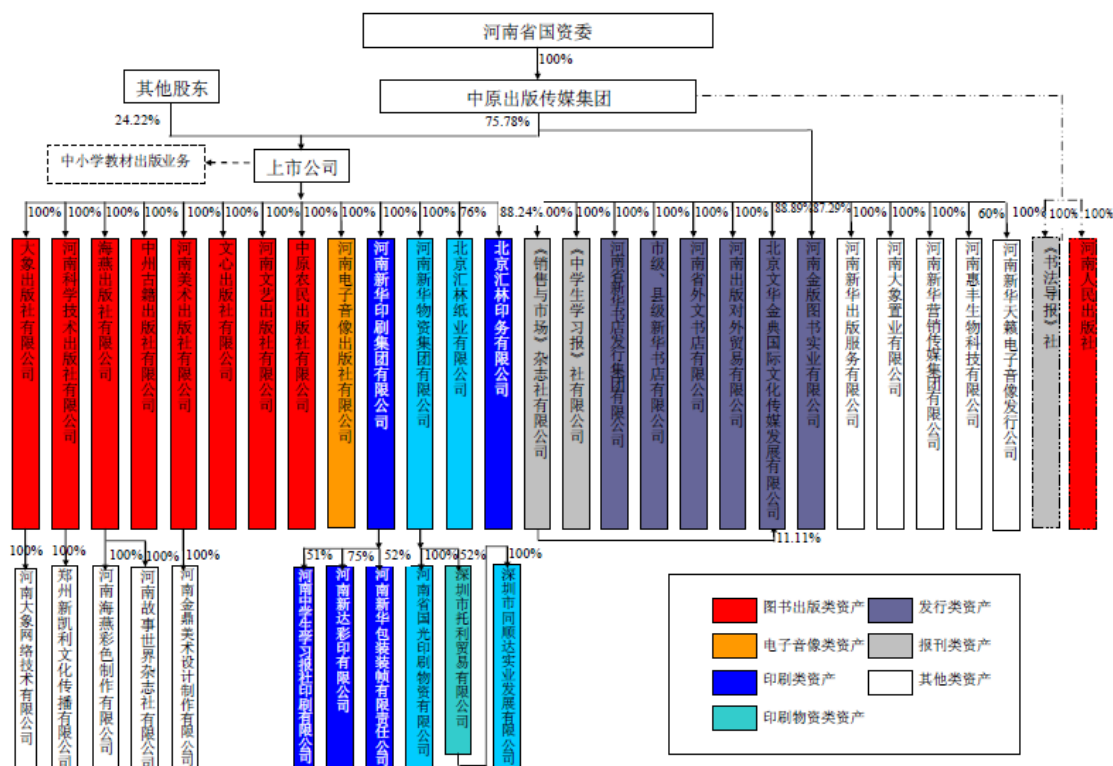 河南省国资委
100%
其他股东
中原出版传媒集团
24.22%
75.78%
中小学教材出版业务
上市公司
100%
100%
100%
100%
100%
100%
100%
100%
100%
100%
100%
76%
88.24%
00%
100%
100%
100%
100%
88.89%
87.29%
100%
100%
100%
60%
100%
100%
100%
大象出版社有限公司
河南科学技术出版社有限公司
海燕出版社有限公司
中州古籍出版社有限公司
河南美术出版社有限公司
文心出版社有限公司
河南文艺出版社有限公司
中原农民出版社有限公司
河南电子音像出版社有限公司
河南新华印刷集团有限公司
河南新华物资集团有限公司
北京汇林纸业有限公司
北京汇林印务有限公司
《销售与市场》杂志社有限公司
《中学生学习报》社有限公司
河南省新华书店发行集团有限公司
市级、县级新华书店有限公司
河南省外文书店有限公司
河南出版对外贸易有限公司
北京文华金典国际文化传媒发展有限公司
河南金版图书实业有限公司
河南新华出版服务有限公司
河南大象置业有限公司
河南新华营销传媒集团有限公司
河南惠丰生物科技有限公司
河南新华天籁电子音像发行公司
《书法导报》社
河南人民出版社
11.11%
100%
100%
100%
100%
100%
51%
75%
52%
100%
52%
100%
河南大象网络技术有限公司
郑州新凯利文化传播有限公司
河南海燕彩色制作有限公司
河南故事世界杂志社有限公司
河南金鼎美术设计制作有限公司
河南中学生学习报社印刷有限公司
河南新达彩印有限公司
河南新华包装装帧有限责任公司
河南省国光印刷物资有限公司
深圳市托利贸易有限公司
深圳市同顺达实业发展有限公司
图书出版类资产
发行类资产
电子音像类资产
报刊类资产
印刷类资产
其他类资产
印刷物资类资产